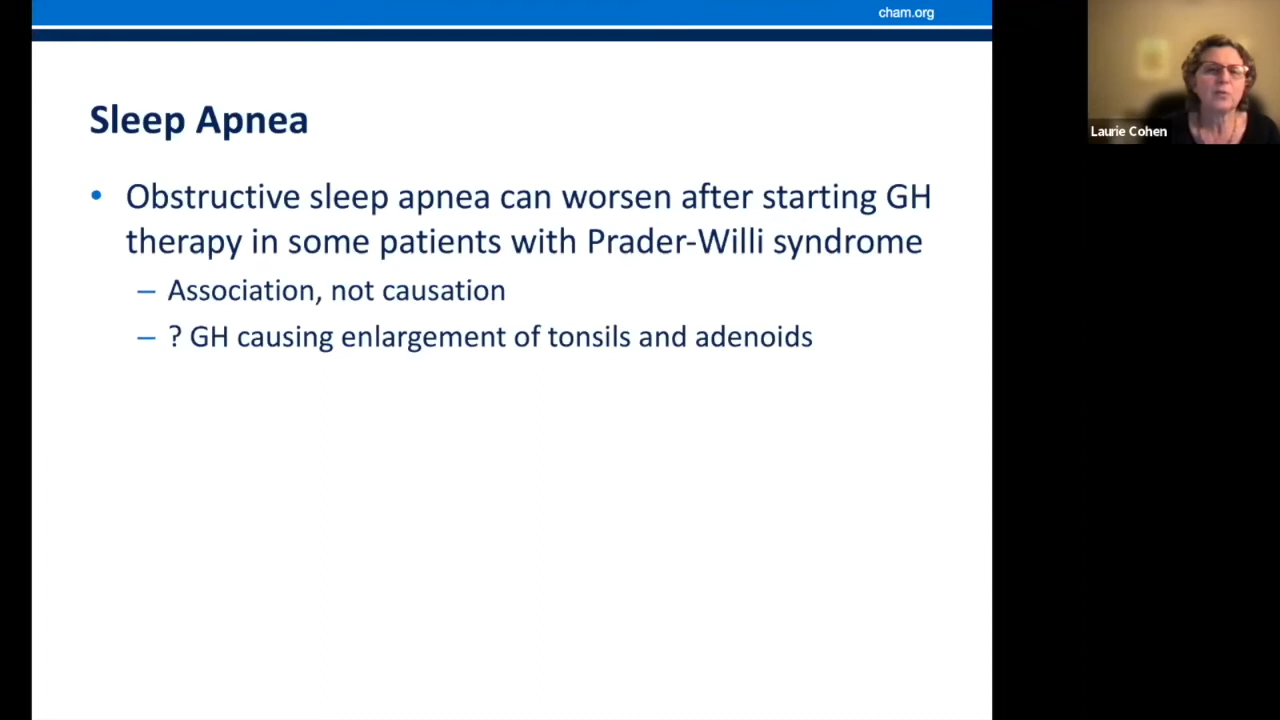 cham.org
Sleep Apnea
• Obstructive sleep apnea can worsen after starting GH
therapy in some patients with Prader-Willi syndrome
– Association, not causation
– ? GH causing enlargement of tonsils and adenoids
Laurie Cohen